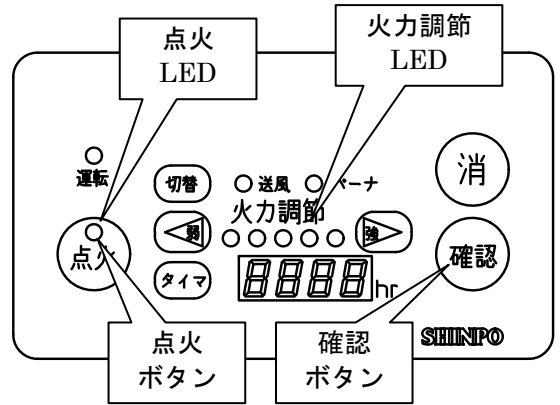 点火
LED
火力調節
LED
運転
切替
送風
バーナ
消
火力調節
弱
強
点火
確認
タイマ
8888hr
点火
ボタン
確認
ボタン
SHINPO